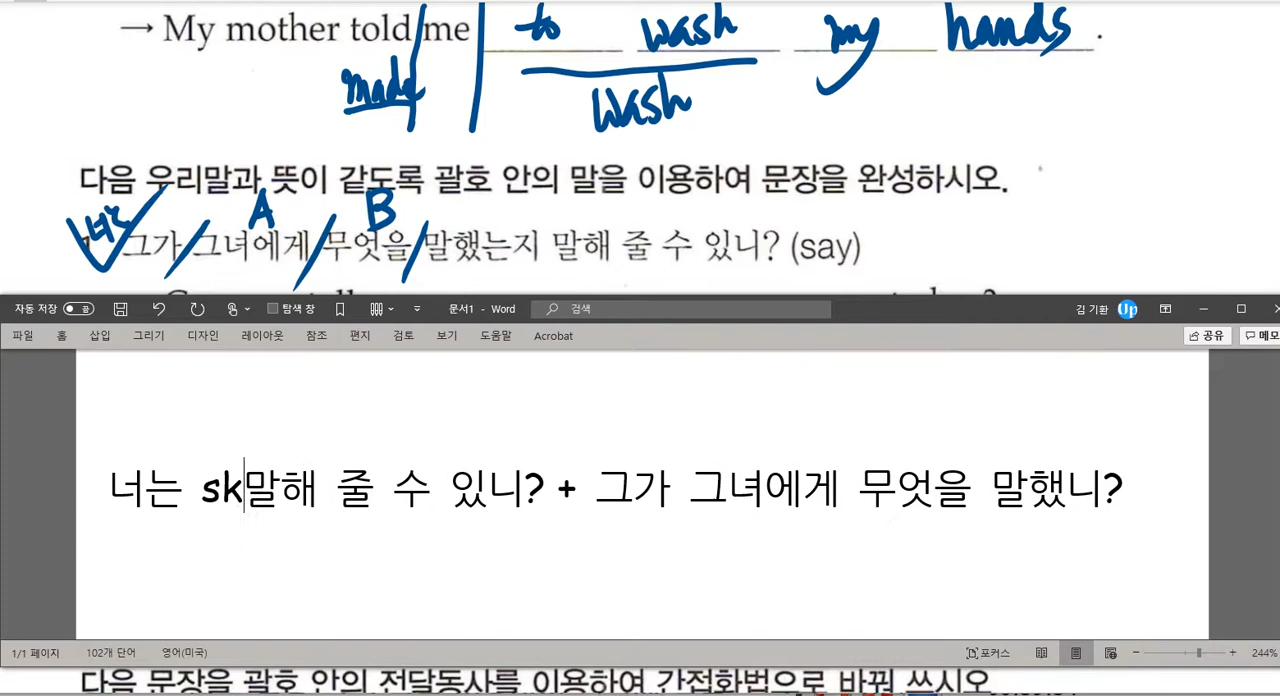 → My mother told me to wash my hands.
made wash
다음 우리말과 뜻이 같도록 괄호 안의 말을 이용하여 문장을 완성하시오.
너는 A B
그가 그녀에게 무엇을 말했는지 말해 줄 수 있니? (say)
자동 저장 끔 탐색 창 문서1 - Word 검색 김 기환 Up
파일 홈 삽입 그리기 디자인 레이아웃 참조 편지 검토 보기 도움말 Acrobat 공유 메모
너는 sk말해 줄 수 있니? + 그가 그녀에게 무엇을 말했니?
1/1 페이지 102개 단어 영어(미국) 포커스 244%
다음 문장을 괄호 안의 전달동사를 이용하여 간접화법으로 바꿔 쓰시오